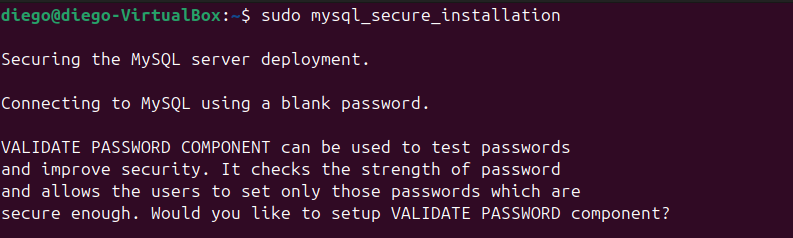 diego@diego-VirtualBox:~$ sudo mysql_secure_installation
Securing the MySQL server deployment.
Connecting to MySQL using a blank password.
VALIDATE PASSWORD COMPONENT can be used to test passwords
and improve security. It checks the strength of password
and allows the users to set only those passwords which are
secure enough. Would you like to setup VALIDATE PASSWORD component?